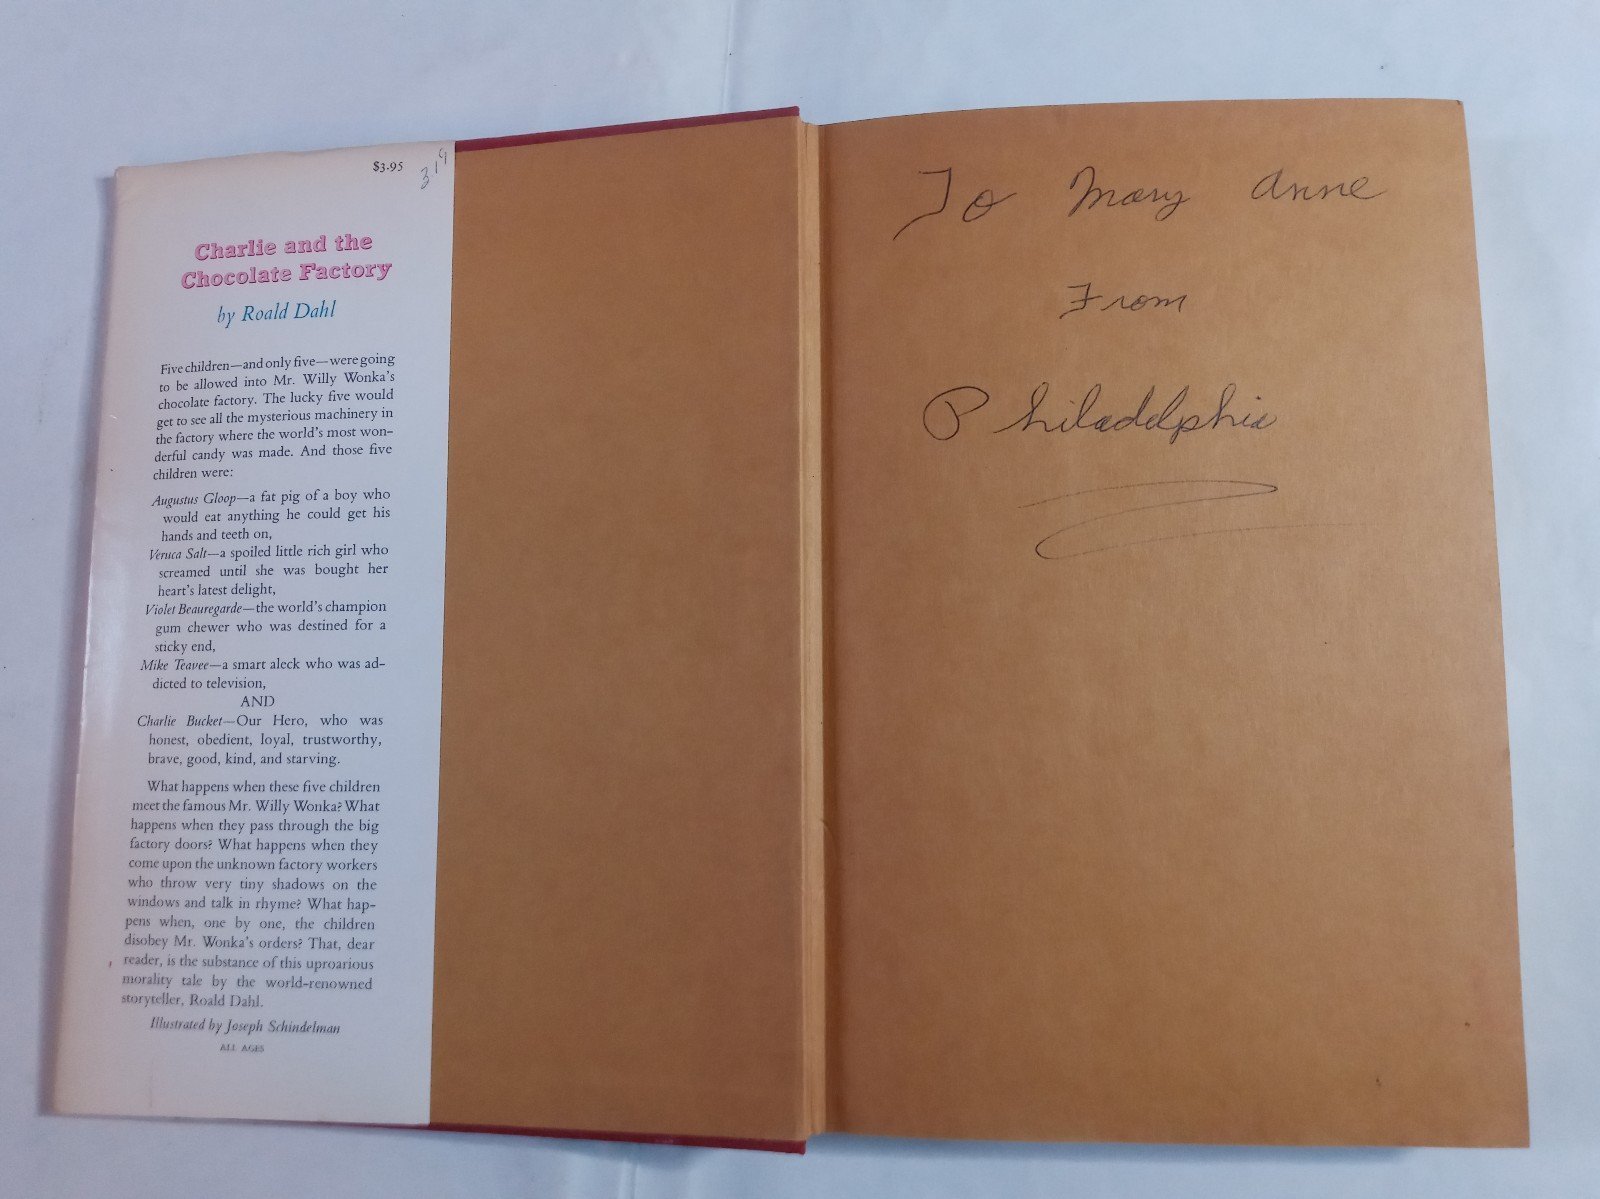 $3.95
319
Charlie and the
Chocolate Factory
by Roald Dahl
Five children—and only five—were going
to be allowed into Mr. Willy Wonka's
chocolate factory. The lucky five would
get to see all the mysterious machinery in
the factory where the world's most won-
derful candy was made. And those five
children were:
Augustus Gloop—a fat pig of a boy who
would eat anything he could get his
hands and teeth on,
Veruca Salt—a spoiled little rich girl who
screamed until she was bought her
heart's latest delight,
Violet Beauregarde—the world's champion
gum chewer who was destined for a
sticky end,
Mike Teavee—a smart aleck who was ad-
dicted to television,
AND
Charlie Bucket—Our Hero, who was
honest, obedient, loyal, trustworthy,
brave, good, kind, and starving.
What happens when these five children
meet the famous Mr. Willy Wonka? What
happens when they pass through the big
factory doors? What happens when they
come upon the unknown factory workers
who throw very tiny shadows on the
windows and talk in rhyme? What hap-
pens when, one by one, the children
disobey Mr. Wonka's orders? That, dear
reader, is the substance of this uproarious
morality tale by the world-renowned
storyteller, Roald Dahl.
Illustrated by Joseph Schindelman
ALL AGES
To Mary Anne
From
Philadelphia